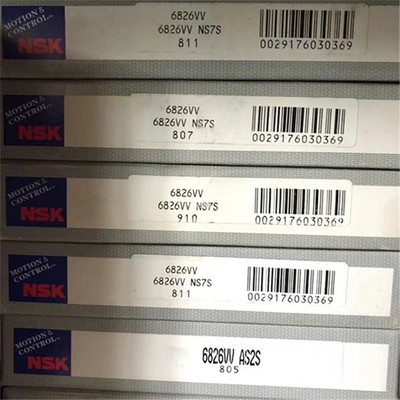 MOTION & CONTROL
NSK
6826VV
6826VV NS7S
811
0029176030369
MOTION & CONTROL
NSK
6826VV
6826VV NS7S
807
0029176030369
MOTION & CONTROL
NSK
6826VV
6826VV NS7S
910
0029176030369
MOTION & CONTROL
NSK
6826VV
6826VV NS7S
811
0029176030369
MOTION &
CONTROL
NSK
6826VV AS2S
805